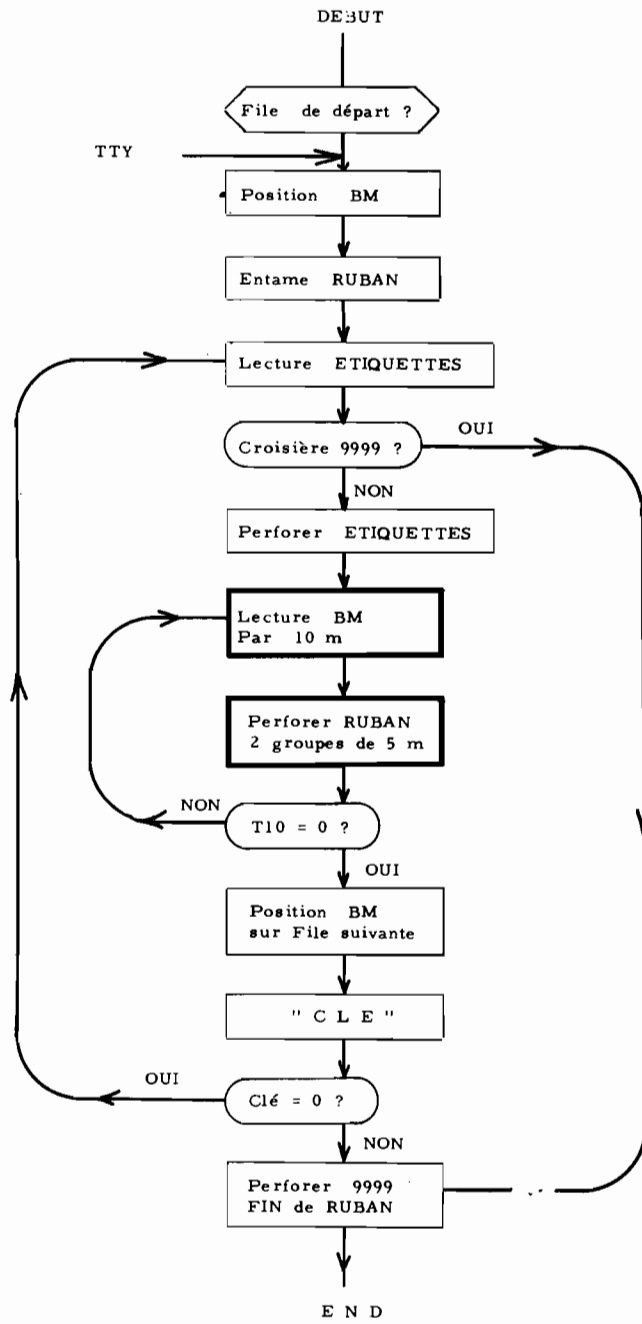 DEBUT
File de départ ?
TTY
Position BM
Entame RUBAN
Lecture ETIQUETTES
Croisière 9999 ?
OUI
NON
Perforer ETIQUETTES
Lecture BM
Par 10 m
Perforer RUBAN
2 groupes de 5 m
NON
T10 = 0 ?
OUI
Position BM
sur File suivante
" C L E "
OUI
Clé = 0 ?
NON
Perforer 9999
FIN de RUBAN
E N D